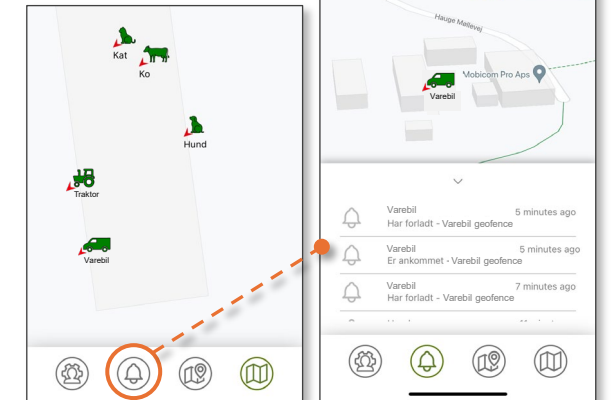 Kat
Ko
Hund
Traktor
Varebil
Hauge Møllevej
Mobicom Pro Aps
Varebil
Varebil 5 minutes ago
Har forladt - Varebil geofence
Varebil 5 minutes ago
Er ankommet - Varebil geofence
Varebil 7 minutes ago
Har forladt - Varebil geofence